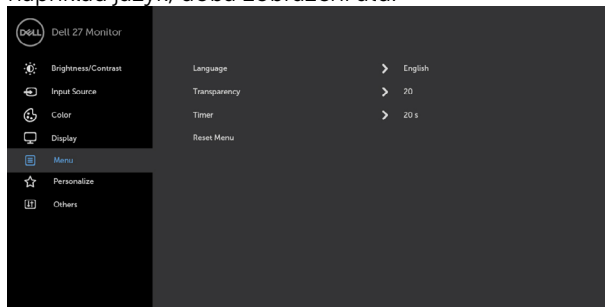 například jazyk, doba zobrazení atd.
DELL Dell 27 Monitor
Brightness/Contrast Language English
Input Source Transparency 20
Color Timer 20 s
Display Reset Menu
Menu
Personalize
Others